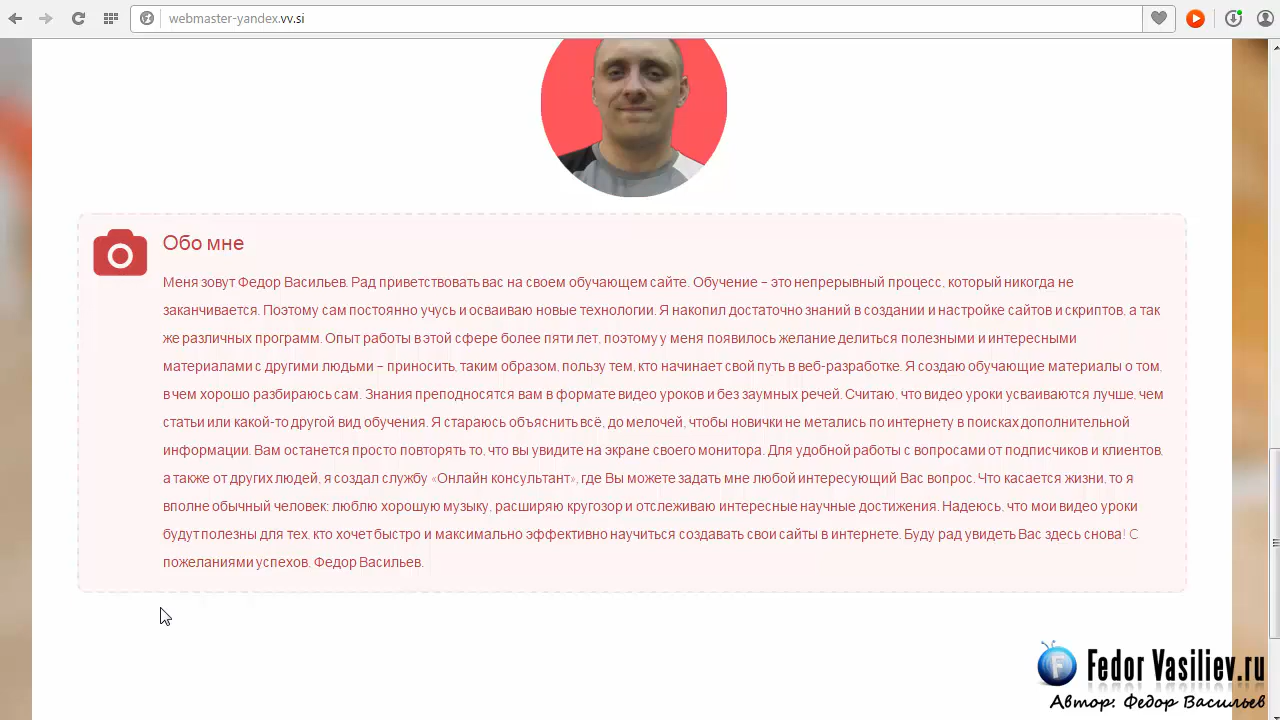 webmaster-yandex.vv.si
Обо мне
Меня зовут Федор Васильев. Рад приветствовать вас на своем обучающем сайте. Обучение – это непрерывный процесс, который никогда не
заканчивается. Поэтому сам постоянно учусь и осваиваю новые технологии. Я накопил достаточно знаний в создании и настройке сайтов и скриптов, а так
же различных программ. Опыт работы в этой сфере более пяти лет, поэтому у меня появилось желание делиться полезными и интересными
материалами с другими людьми – приносить, таким образом, пользу тем, кто начинает свой путь в веб-разработке. Я создаю обучающие материалы о том,
в чем хорошо разбираюсь сам. Знания преподносятся вам в формате видео уроков и без заумных речей. Считаю, что видео уроки усваиваются лучше, чем
статьи или какой-то другой вид обучения. Я стараюсь объяснить всё, до мелочей, чтобы новички не метались по интернету в поисках дополнительной
информации. Вам останется просто повторять то, что вы увидите на экране своего монитора. Для удобной работы с вопросами от подписчиков и клиентов,
а также от других людей, я создал службу «Онлайн консультант», где Вы можете задать мне любой интересующий Вас вопрос. Что касается жизни, то я
вполне обычный человек: люблю хорошую музыку, расширяю кругозор и отслеживаю интересные научные достижения. Надеюсь, что мои видео уроки
будут полезны для тех, кто хочет быстро и максимально эффективно научиться создавать свои сайты в интернете. Буду рад увидеть Вас здесь снова! С
пожеланиями успехов, Федор Васильев.
F Fedor Vasiliev.ru
Автор: Федор Васильев